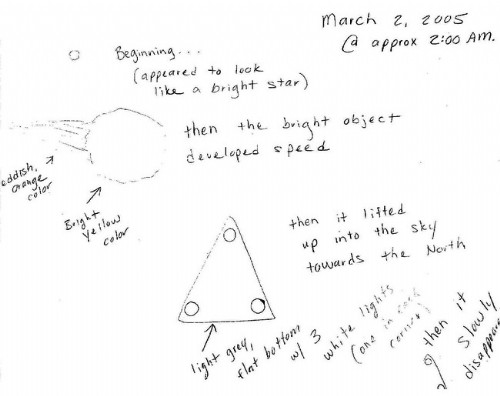 March 2, 2005
@ approx 2:00 AM.
Beginning...
(appeared to look
like a bright star)
then the bright object
developed speed
eddish,
orange
color
Bright
Yellow
color
then it lifted
up into the sky
towards the North
light grey,
flat bottom
w/ 3
white lights
(one in each
corner)
then it
slowly
disappear